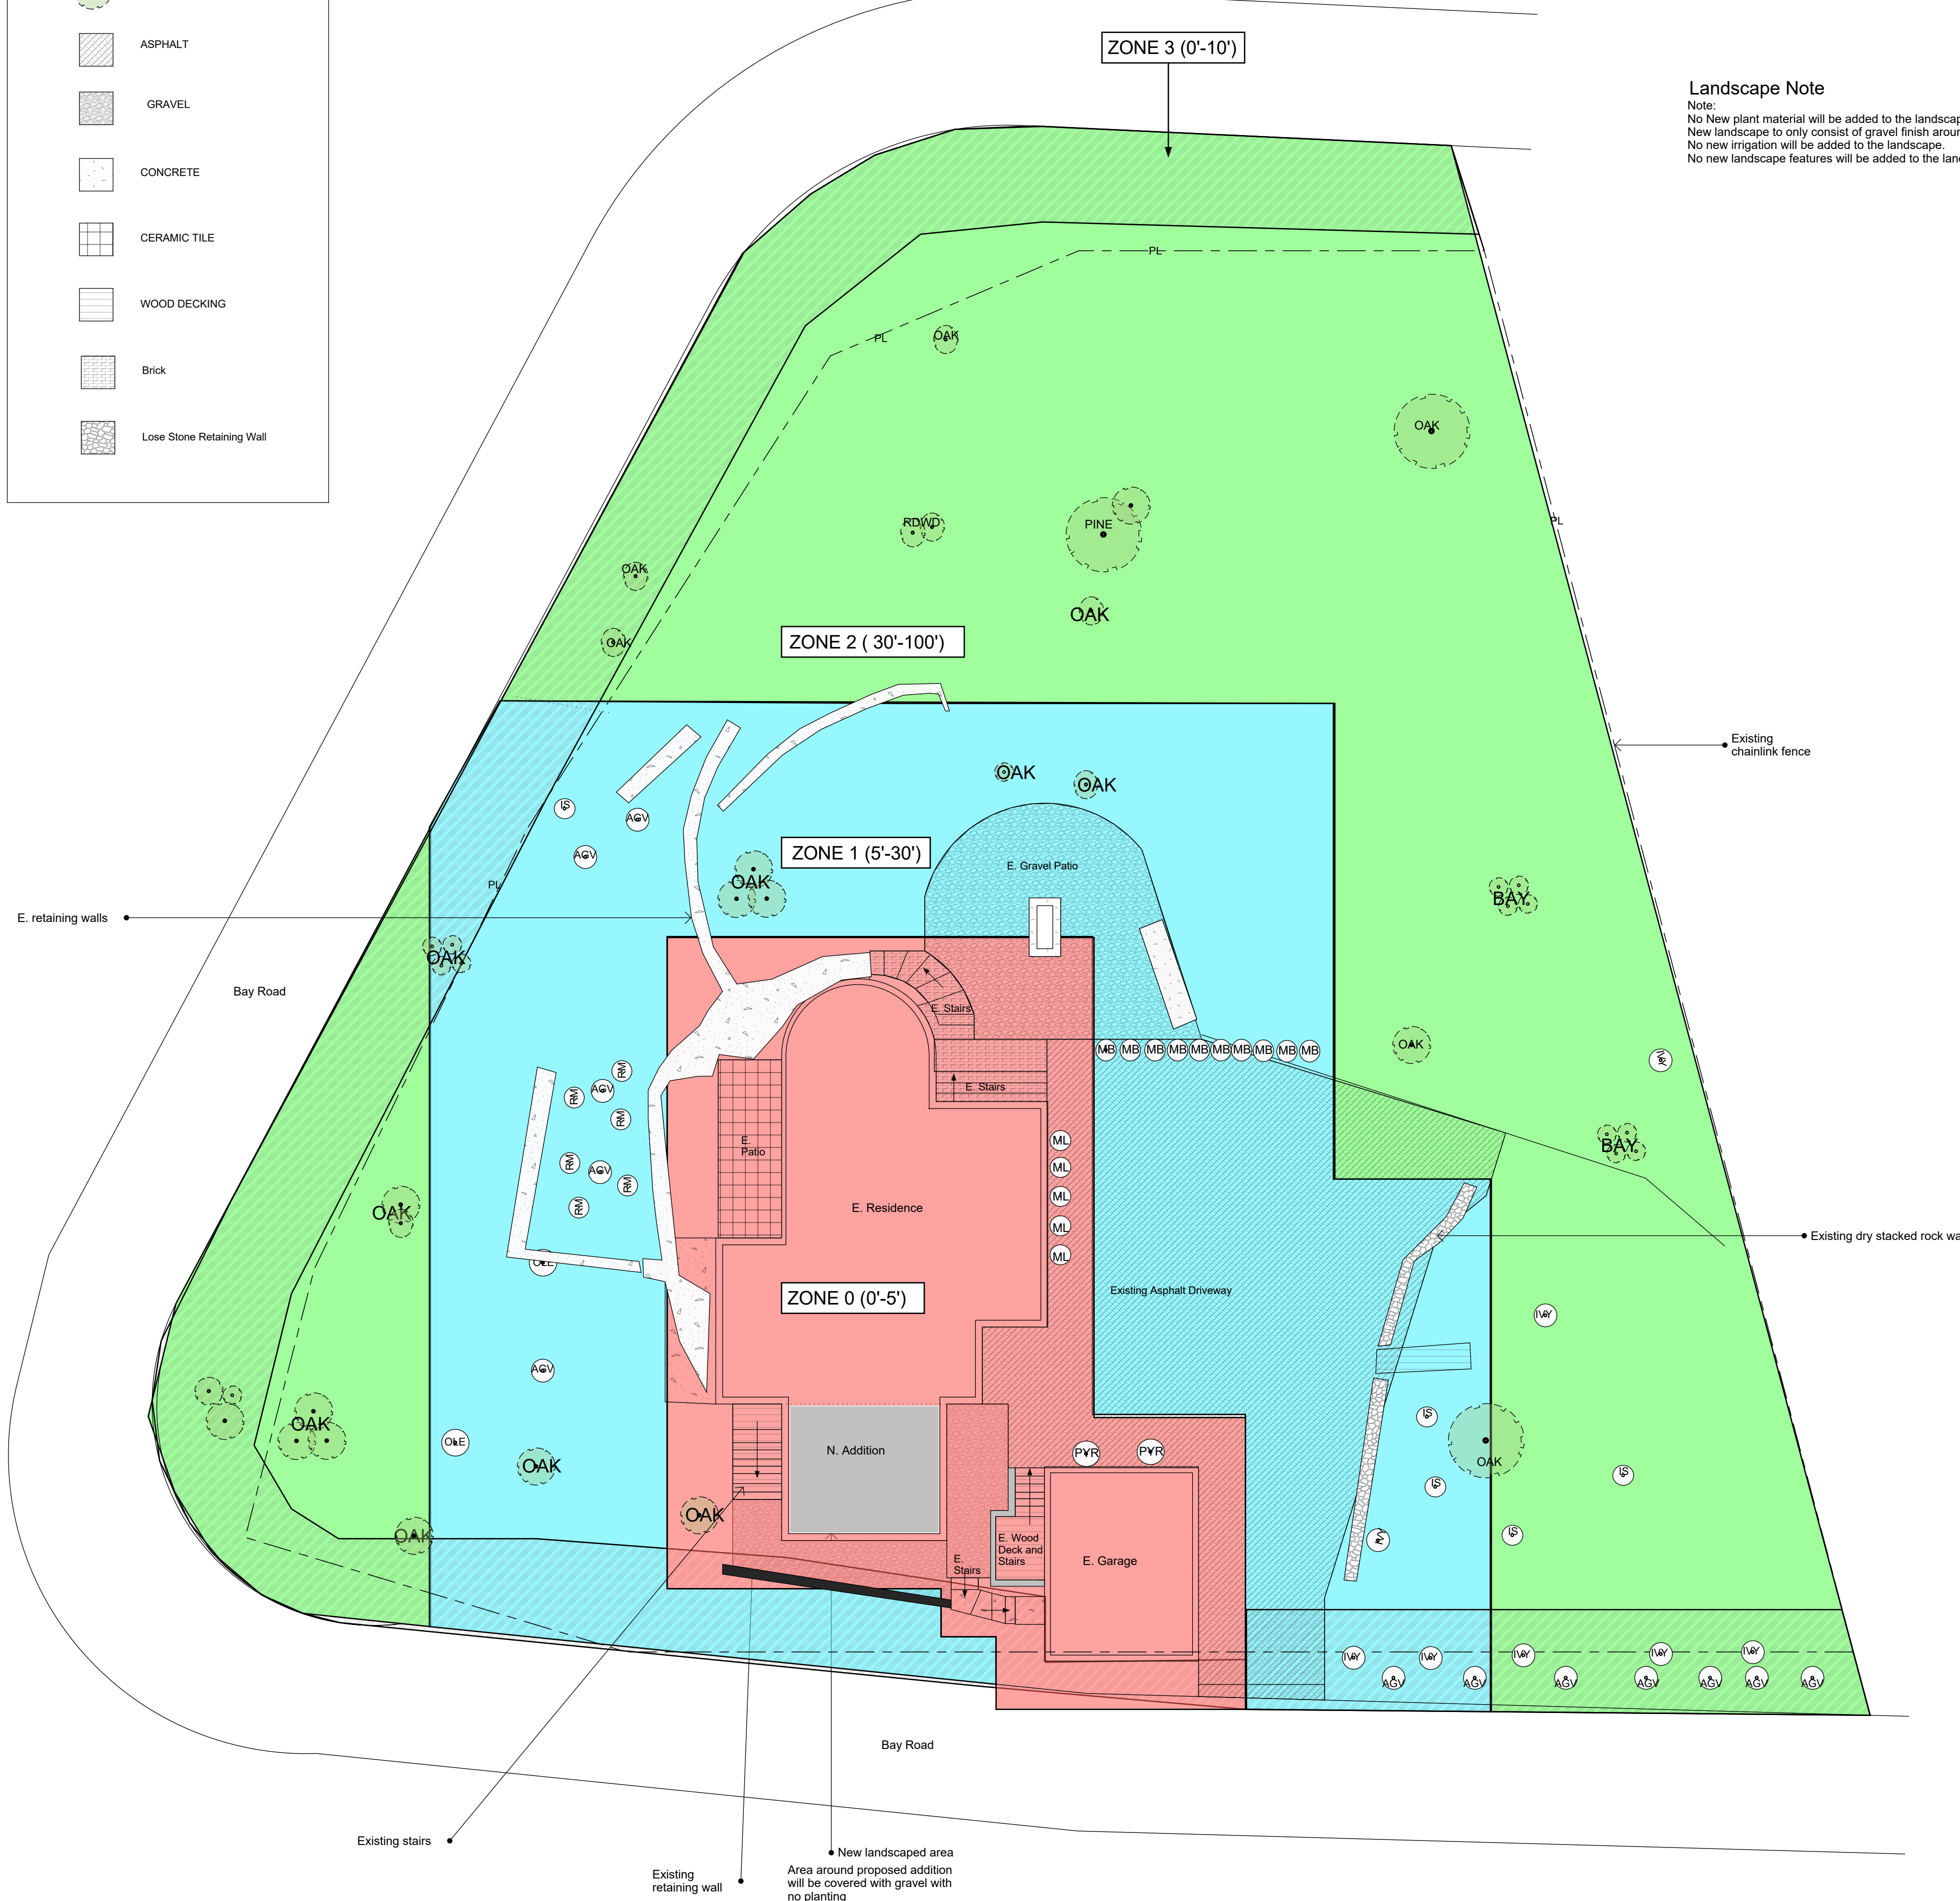 ASPHALT
GRAVEL
CONCRETE
CERAMIC TILE
WOOD DECKING
Brick
Lose Stone Retaining Wall
ZONE 3 (0'-10')
Landscape Note
Note:
No New plant material will be added to the
New landscape to only consist of gravel finish
No new irrigation will be added to the landscape.
No new landscape features will be added to the
PL
PL
OAK
OAK
PL
RDWD
PINE
OAK
OAK
OAK
ZONE 2 ( 30'-100')
Existing
chainlink fence
OAK
OAK
IS
AGV
AGV
ZONE 1 (5'-30')
E. Gravel Patio
OAK
PL
BAY
E. retaining walls
OAK
Bay Road
E. Stairs
MB MB MB MB MB MB MB MB MB MB
OAK
IVY
RM
AGV
RM
RM
E. Stairs
E.
Patio
ML
ML
ML
ML
ML
BAY
RM
AGV
RM
RM
OAK
E. Residence
Existing dry stacked rock
OLE
ZONE 0 (0'-5')
Existing Asphalt Driveway
IVY
AGV
IS
OAK
OLE
N. Addition
PYR
PYR
OAK
OAK
IS
IS
OAK
OAK
IS
E. Wood
Deck and
Stairs
E.
Stairs
E. Garage
IVY
IVY
IVY
IVY
IVY
AGV
AGV
AGV
AGV
AGV
AGV
AGV
Bay Road
Existing stairs
Existing
retaining wall
New landscaped area
Area around proposed addition
will be covered with gravel with
no planting